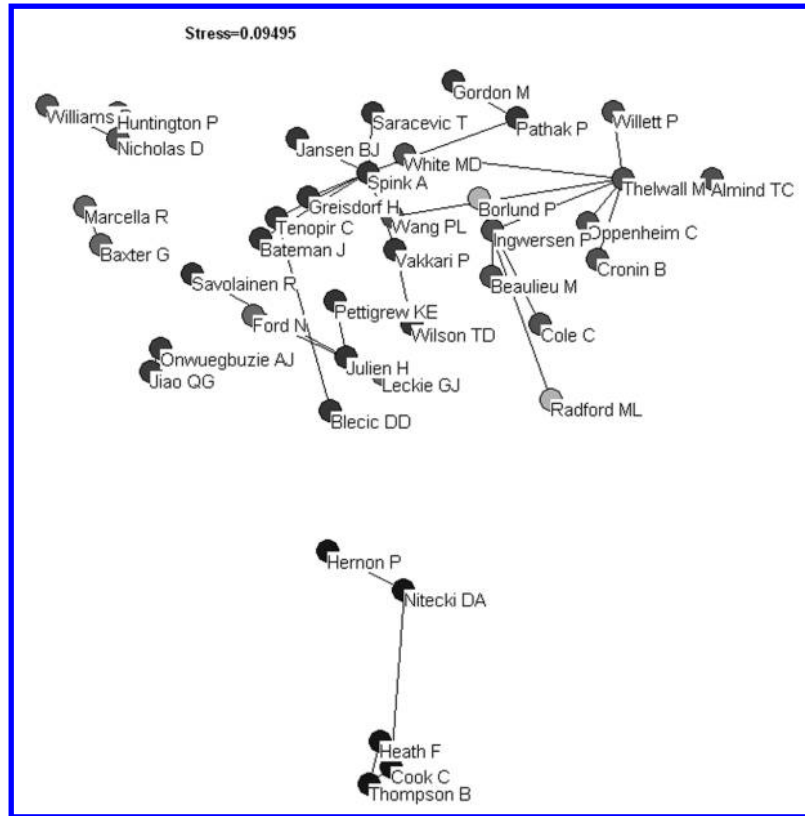 Stress=0.09495
Gordon M
Williams
Huntington P
Saracevic T
Pathak P
Willett P
Nicholas D
Jansen BJ
White MD
Spink A
Thelwall M
Almind TC
Greisdorf H
Borlund P
Marcella R
Tenopir C
Wang PL
Oppenheim C
Bateman J
Ingwersen P
Baxter G
Vakkari P
Cronin B
Savolainen R
Beaulieu M
Pettigrew KE
Ford N
Wilson TD
Cole C
Onwuegbuzie AJ
Julien H
Jiao QG
Leckie GJ
Radford ML
Blecic DD
Hernon P
Nitecki DA
Heath F
Cook C
Thompson B